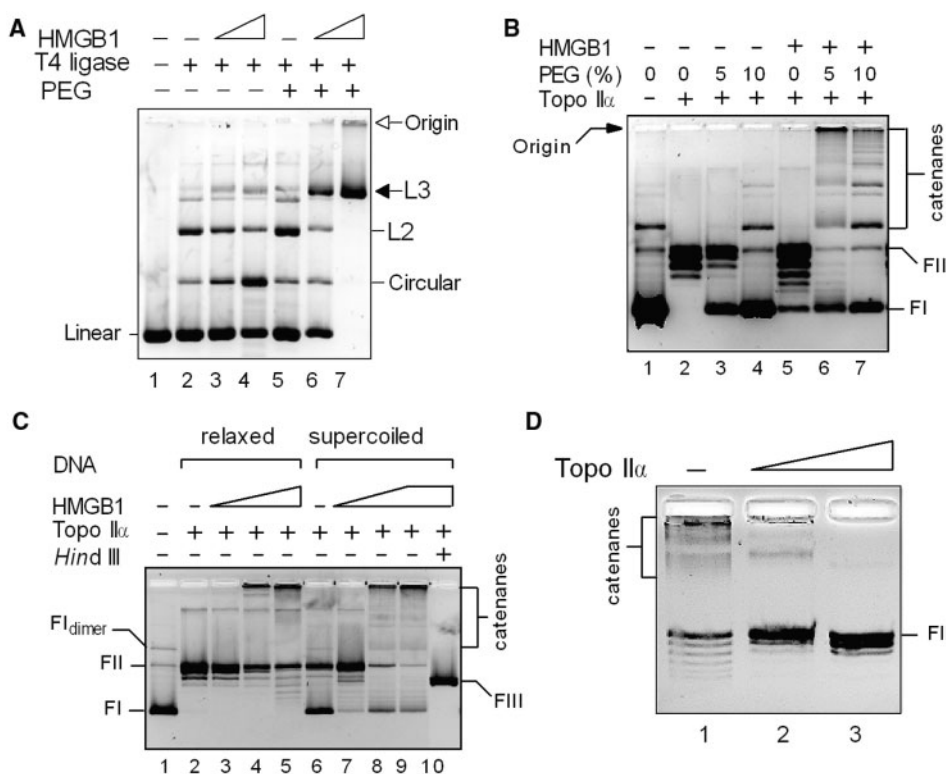 A
HMGB1 – – – –
T4 ligase – + + + + + +
PEG – – – – + + +
Origin
L3
L2
Circular
Linear
1 2 3 4 5 6 7
B
HMGB1 – – – – + + +
PEG (%) 0 0 5 10 0 5 10
Topo IIα – + + + + + +
Origin
catenanes
FII
FI
1 2 3 4 5 6 7
C
relaxed supercoiled
DNA
HMGB1 – – –
Topo IIα – + + + + + + + + +
Hind III – – – – – – – – – +
FIdimer
FII
FI
catenanes
FIII
1 2 3 4 5 6 7 8 9 10
D
Topo IIα –
catenanes
FI
1 2 3